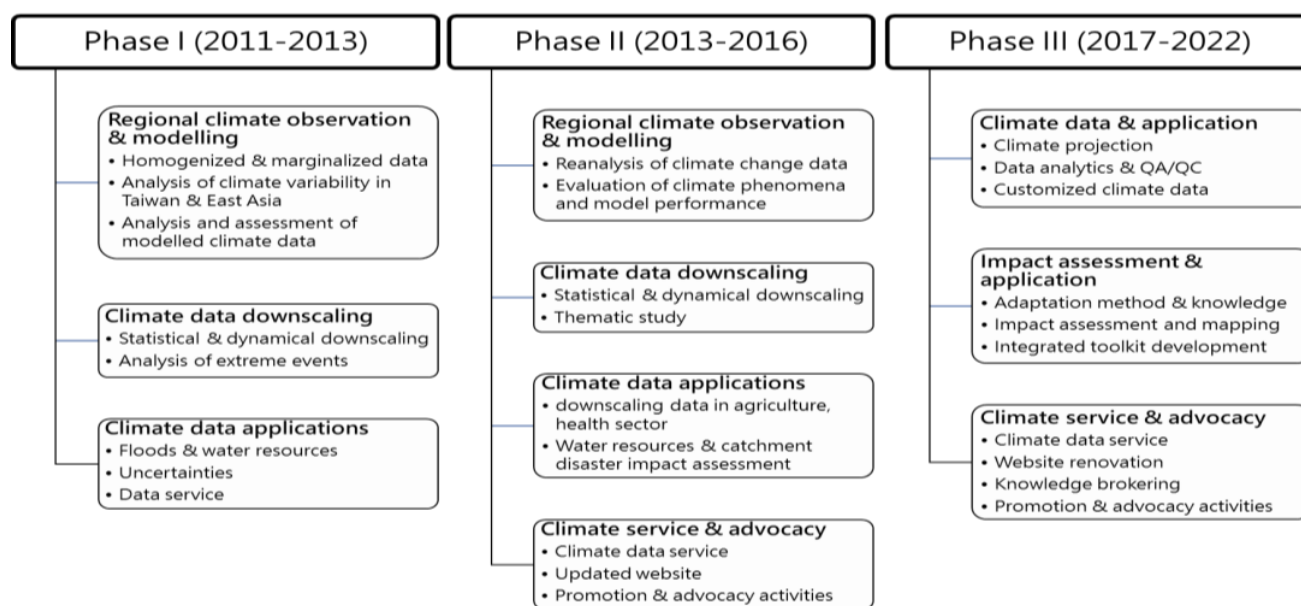 Phase I (2011-2013)
Regional climate observation
& modelling
• Homogenized & marginalized data
• Analysis of climate variability in
Taiwan & East Asia
• Analysis and assessment of
modelled climate data
Climate data downscaling
• Statistical & dynamical downscaling
• Analysis of extreme events
Climate data applications
• Floods & water resources
• Uncertainties
• Data service
Phase II (2013-2016)
Regional climate observation
& modelling
• Reanalysis of climate change data
• Evaluation of climate phenomena
and model performance
Climate data downscaling
• Statistical & dynamical downscaling
• Thematic study
Climate data applications
• downscaling data in agriculture,
health sector
• Water resources & catchment
disaster impact assessment
Climate service & advocacy
• Climate data service
• Updated website
• Promotion & advocacy activities
Phase III (2017-2022)
Climate data & application
• Climate projection
• Data analytics & QA/QC
• Customized climate data
Impact assessment &
application
• Adaptation method & knowledge
• Impact assessment and mapping
• Integrated toolkit development
Climate service & advocacy
• Climate data service
• Website renovation
• Knowledge brokering
• Promotion & advocacy activities